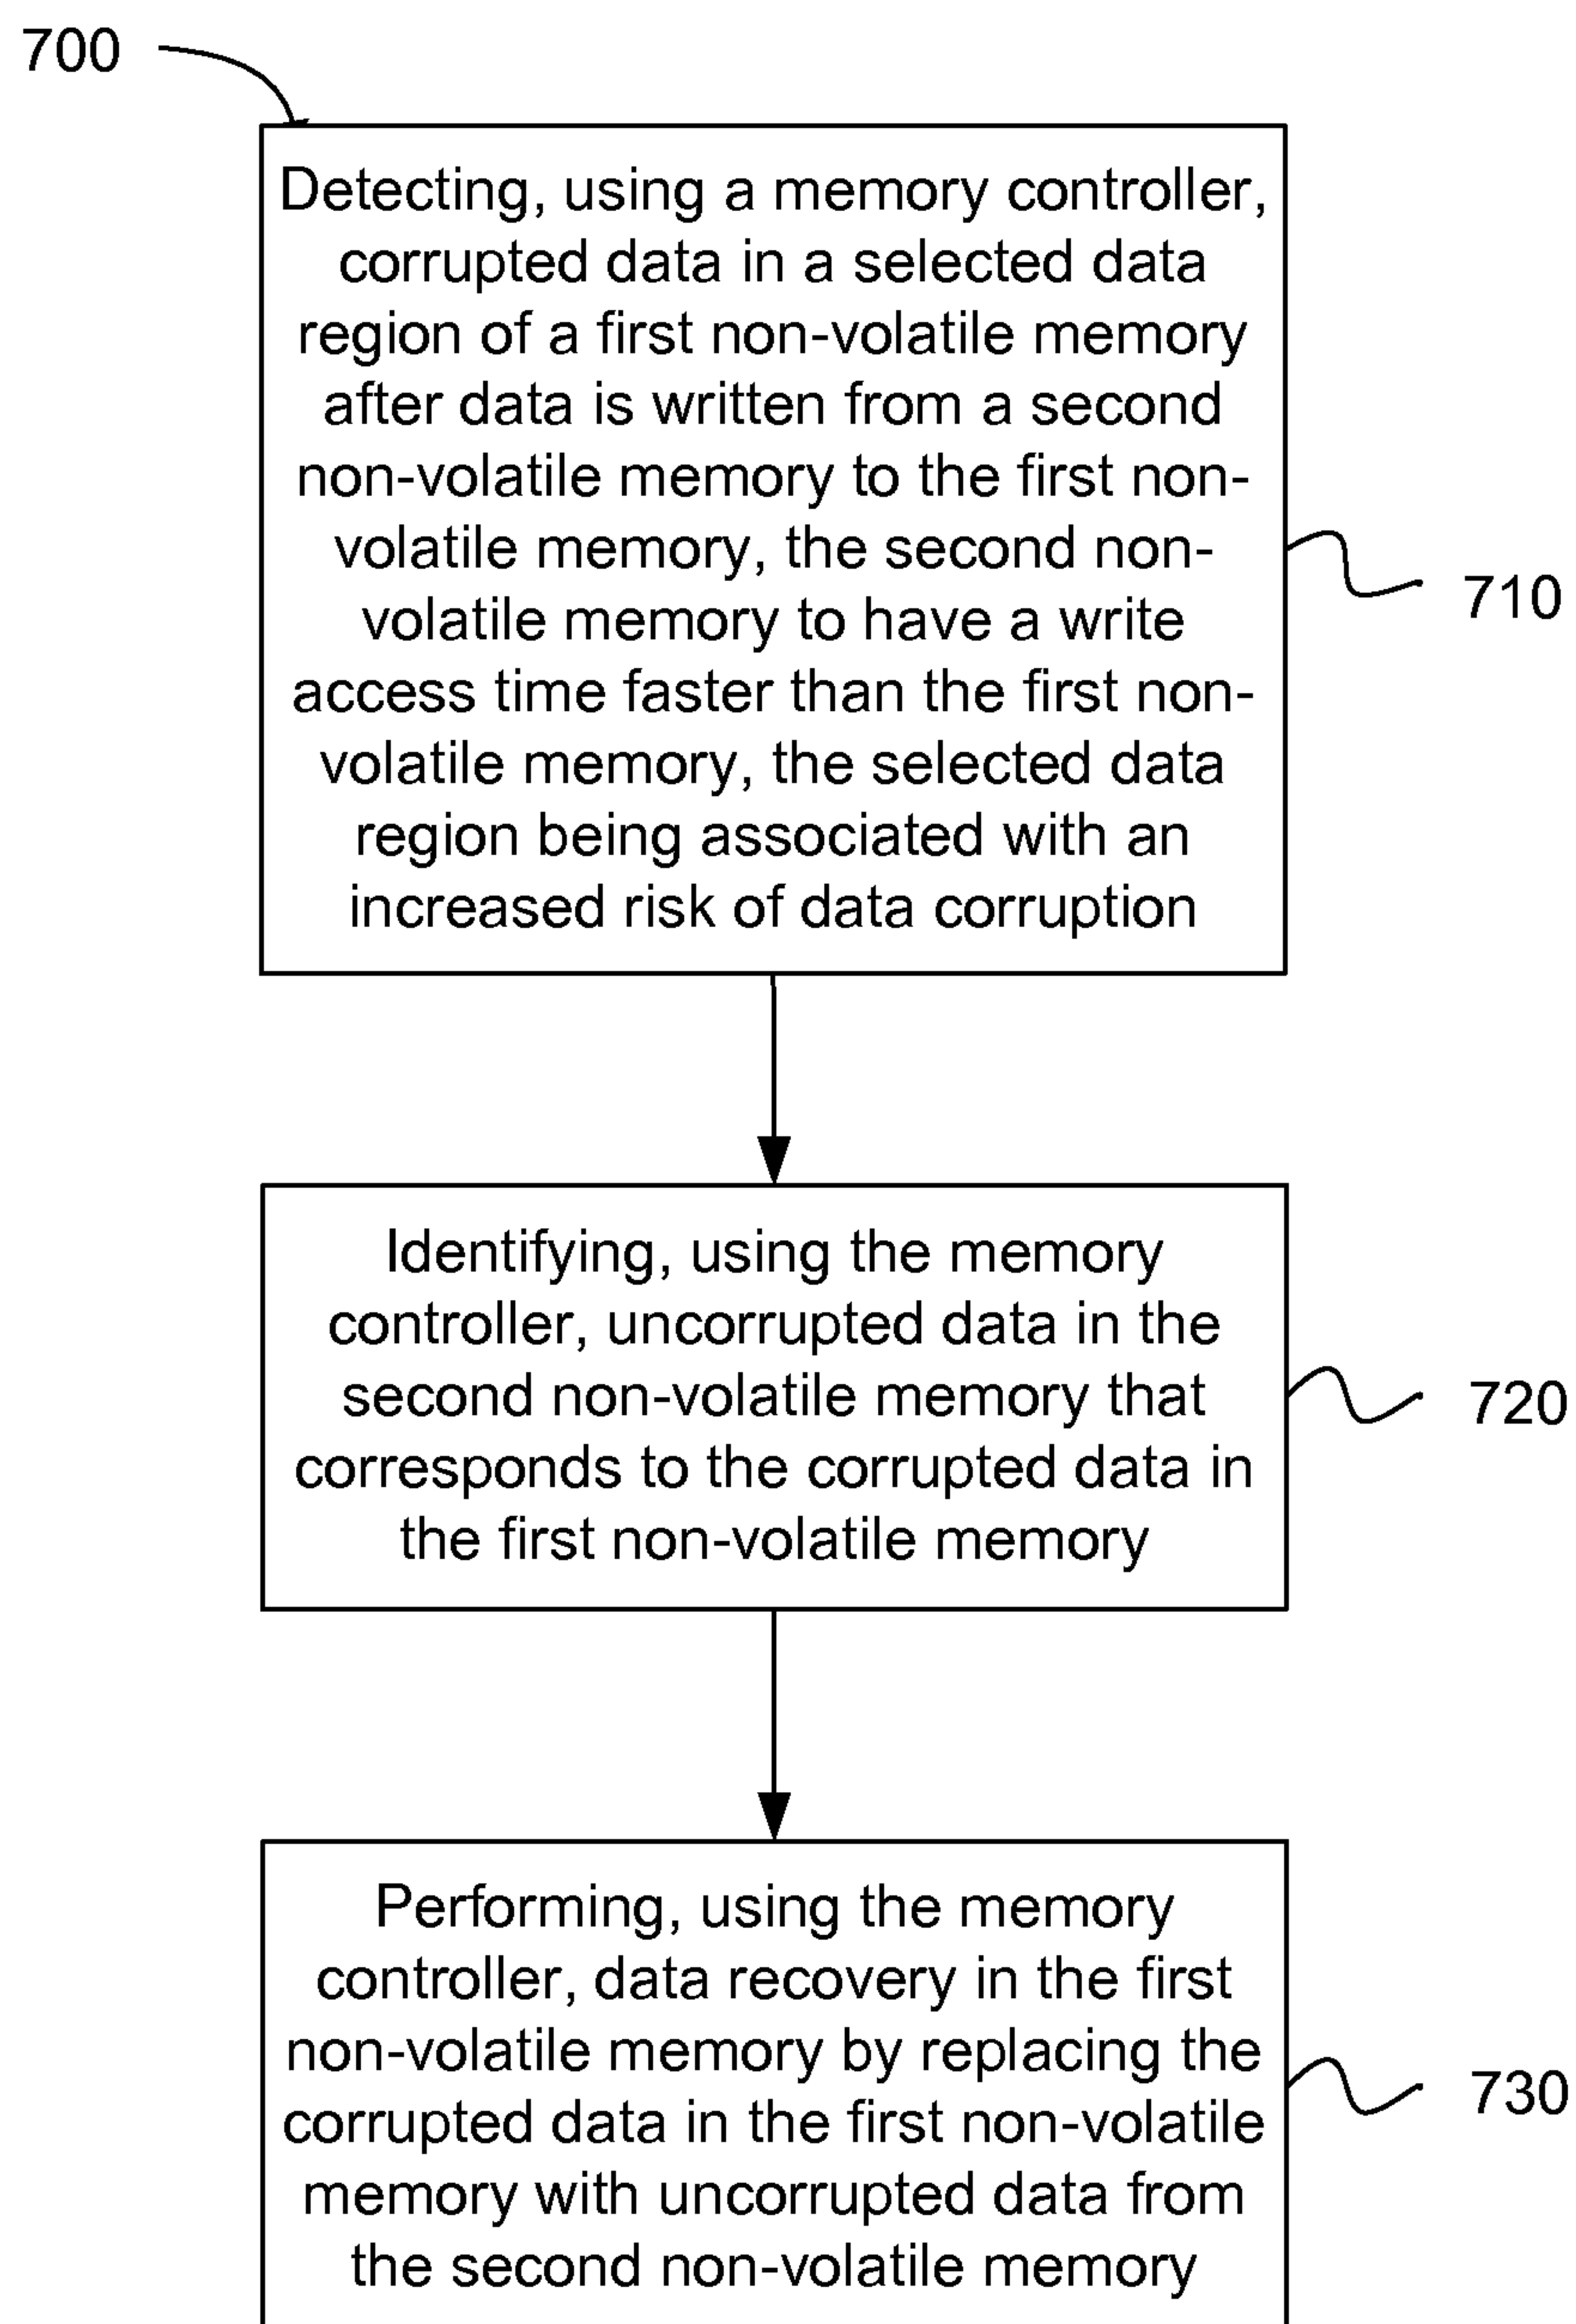 700
Detecting, using a memory controller,
corrupted data in a selected data
region of a first non-volatile memory
after data is written from a second
non-volatile memory to the first non-
volatile memory, the second non-
volatile memory to have a write
access time faster than the first non-
volatile memory, the selected data
region being associated with an
increased risk of data corruption
710
Identifying, using the memory
controller, uncorrupted data in the
second non-volatile memory that
corresponds to the corrupted data in
the first non-volatile memory
720
Performing, using the memory
controller, data recovery in the first
non-volatile memory by replacing the
corrupted data in the first non-volatile
memory with uncorrupted data from
the second non-volatile memory
730